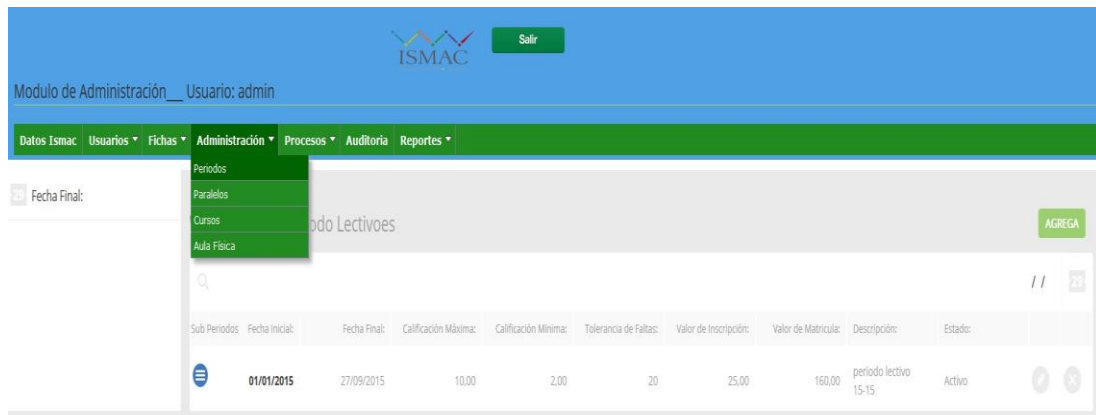 ISMAC
Salir
Modulo de Administración__ Usuario: admin
Datos Ismac Usuarios Fichas Administración Procesos Auditoria Reportes
Periodos
29 Fecha Final:
Paralelos
Cursos
odo Lectivoes
AGREGA
Aula Física
/ / 29
Sub Periodos Fecha Inicial: Fecha Final: Calificación Máxima: Calificación Minima: Tolerancia de Faltas: Valor de Inscripción: Valor de Matricula: Descripción: Estado:
01/01/2015 27/09/2015 10,00 2,00 20 25,00 160,00 periodo lectivo
15-15 Activo